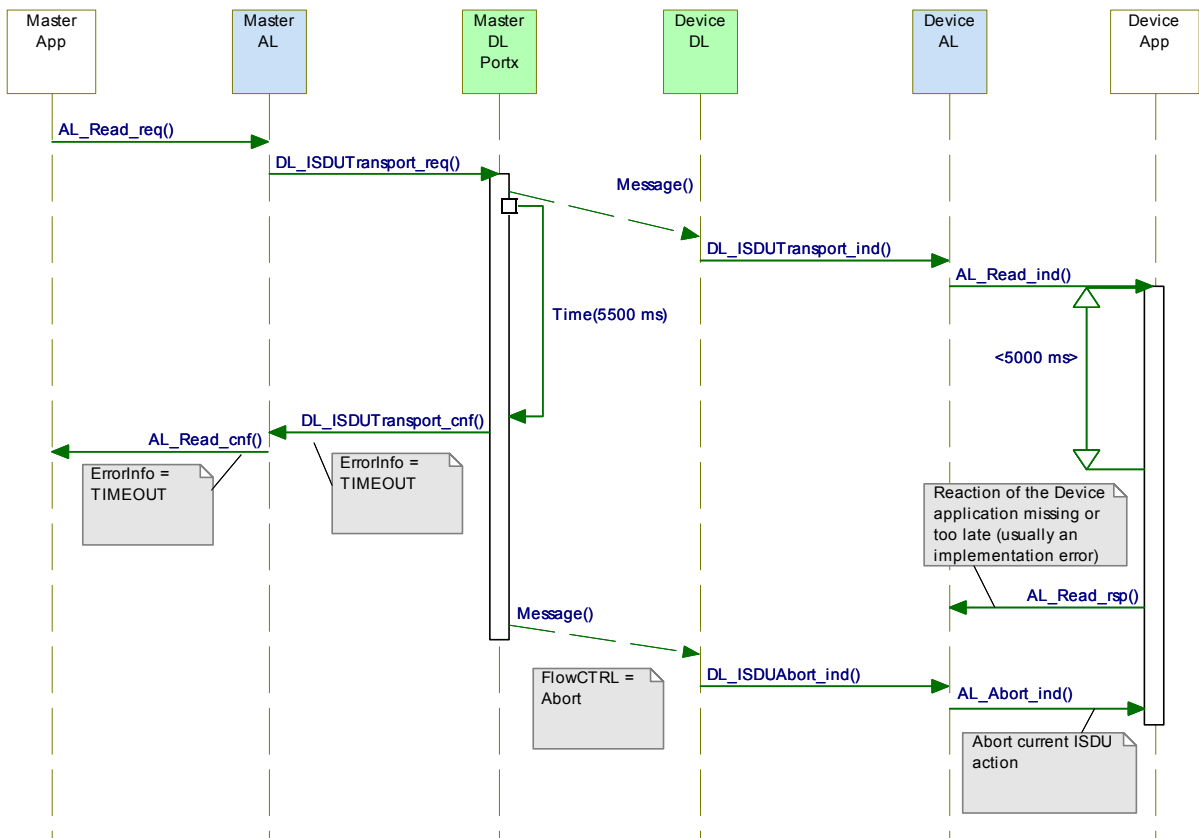 Master
App
Master
AL
Master
DL
Portx
Device
DL
Device
AL
Device
App
AL_Read_req()
DL_ISDUTransport_req()
Message()
DL_ISDUTransport_ind()
AL_Read_ind()
Time(5500 ms)
<5000 ms>
DL_ISDUTransport_cnf()
AL_Read_cnf()
ErrorInfo =
TIMEOUT
ErrorInfo =
TIMEOUT
Reaction of the Device
application missing or
too late (usually an
implementation error)
AL_Read_rsp()
Message()
FlowCTRL =
Abort
DL_ISDUAbort_ind()
AL_Abort_ind()
Abort current ISDU
action